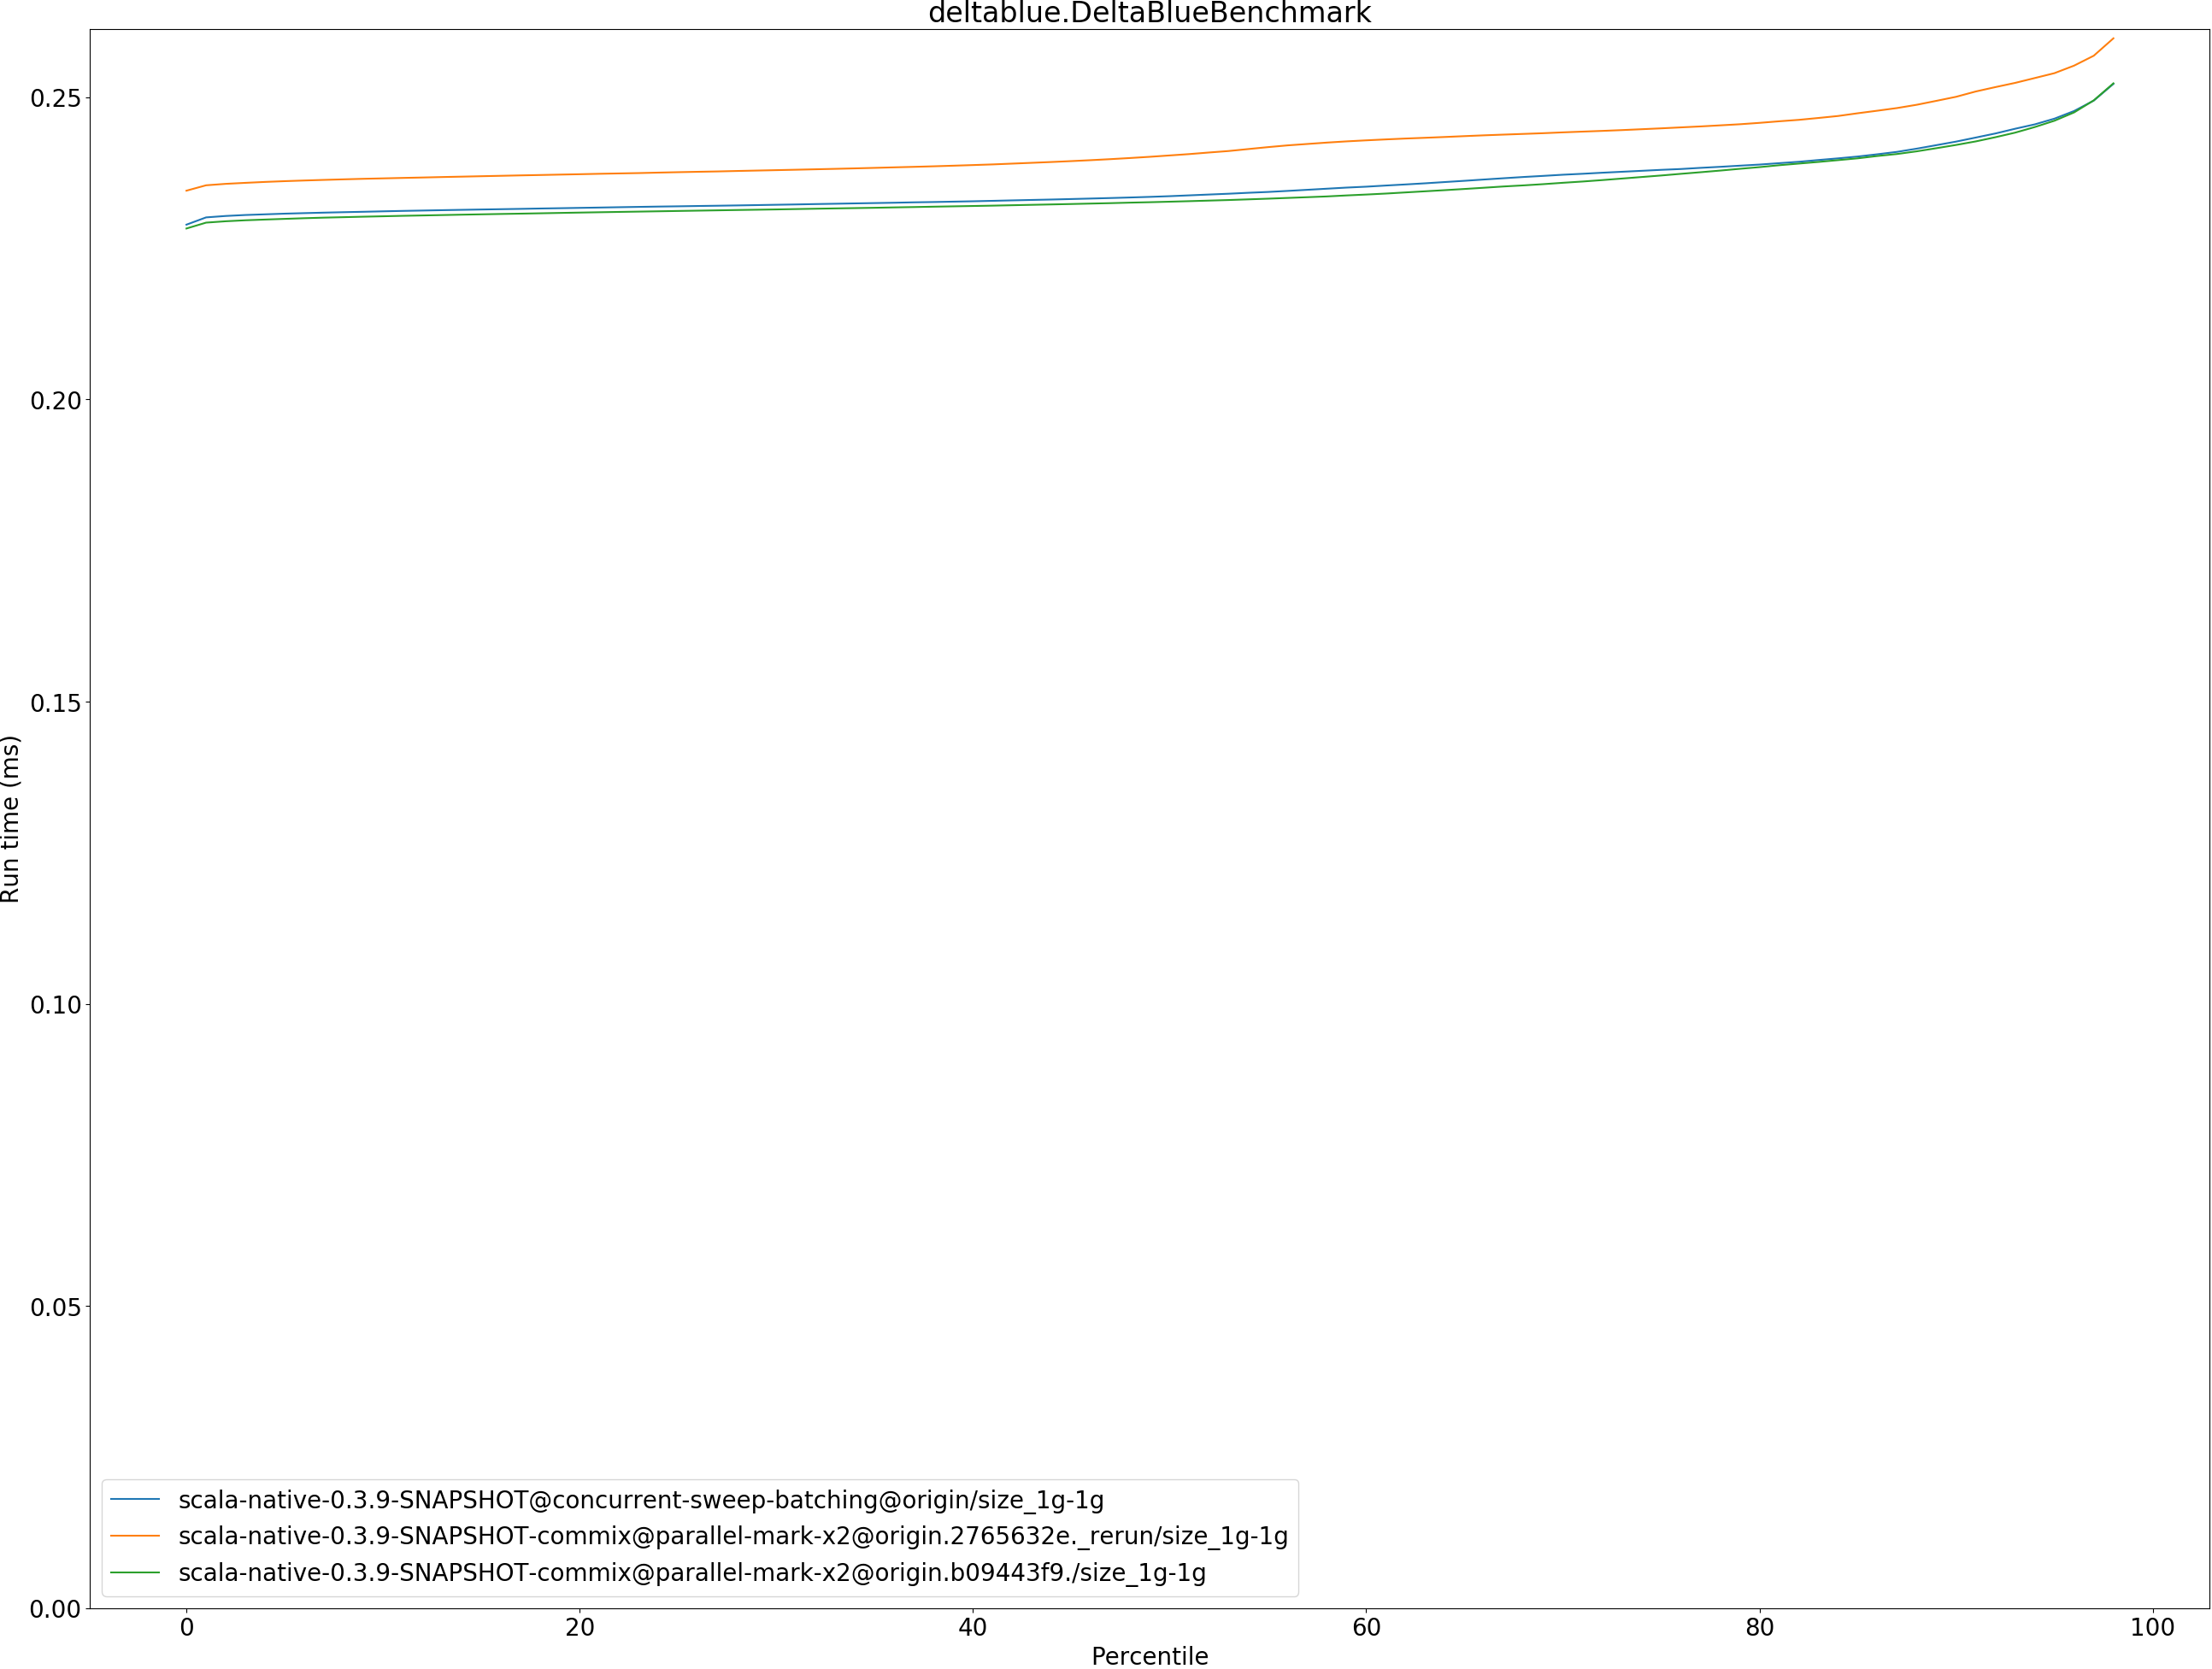 deltablue.DeltaBlueBenchmark
Run time (ms)
0.25
0.20
0.15
0.10
0.05
0.00
0 20 40 60 80 100
Percentile
scala-native-0.3.9-SNAPSHOT@concurrent-sweep-batching@origin/size_1g-1g
scala-native-0.3.9-SNAPSHOT-commix@parallel-mark-x2@origin.2765632e._rerun/size_1g-1g
scala-native-0.3.9-SNAPSHOT-commix@parallel-mark-x2@origin.b09443f9./size_1g-1g